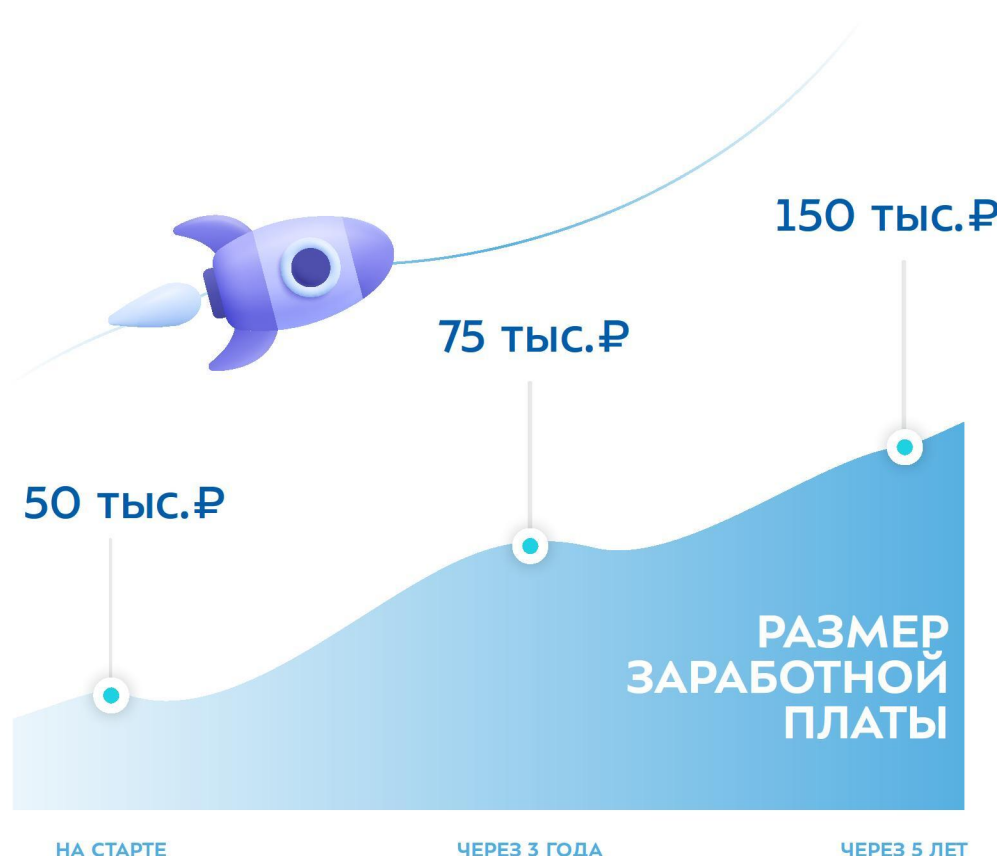 150 тыс.₽
75 тыс.₽
50 тыс.₽
РАЗМЕР
ЗАРАБОТНОЙ
ПЛАТЫ
НА СТАРТЕ
ЧЕРЕЗ 3 ГОДА
ЧЕРЕЗ 5 ЛЕТ